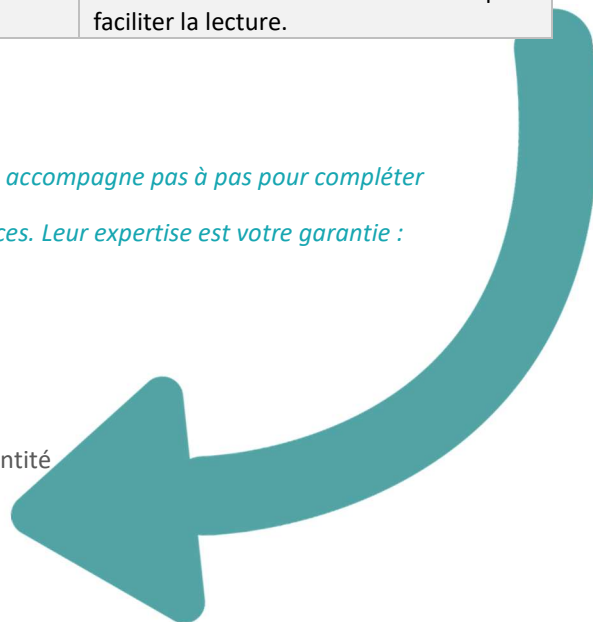 faciliter la lecture.
accompagne pas à pas pour compléter
ces. Leur expertise est votre garantie :
ntité